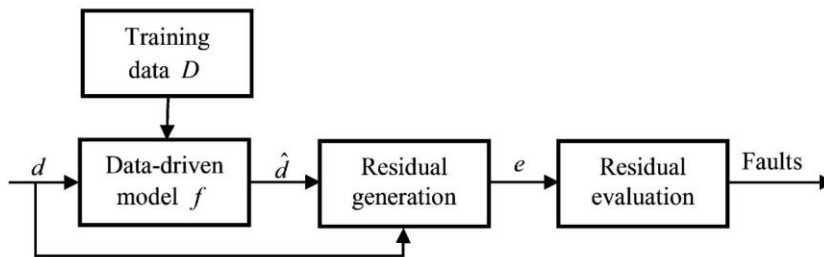 Training
data D
d
Data-driven
model f
d̂
Residual
generation
e
Residual
evaluation
Faults